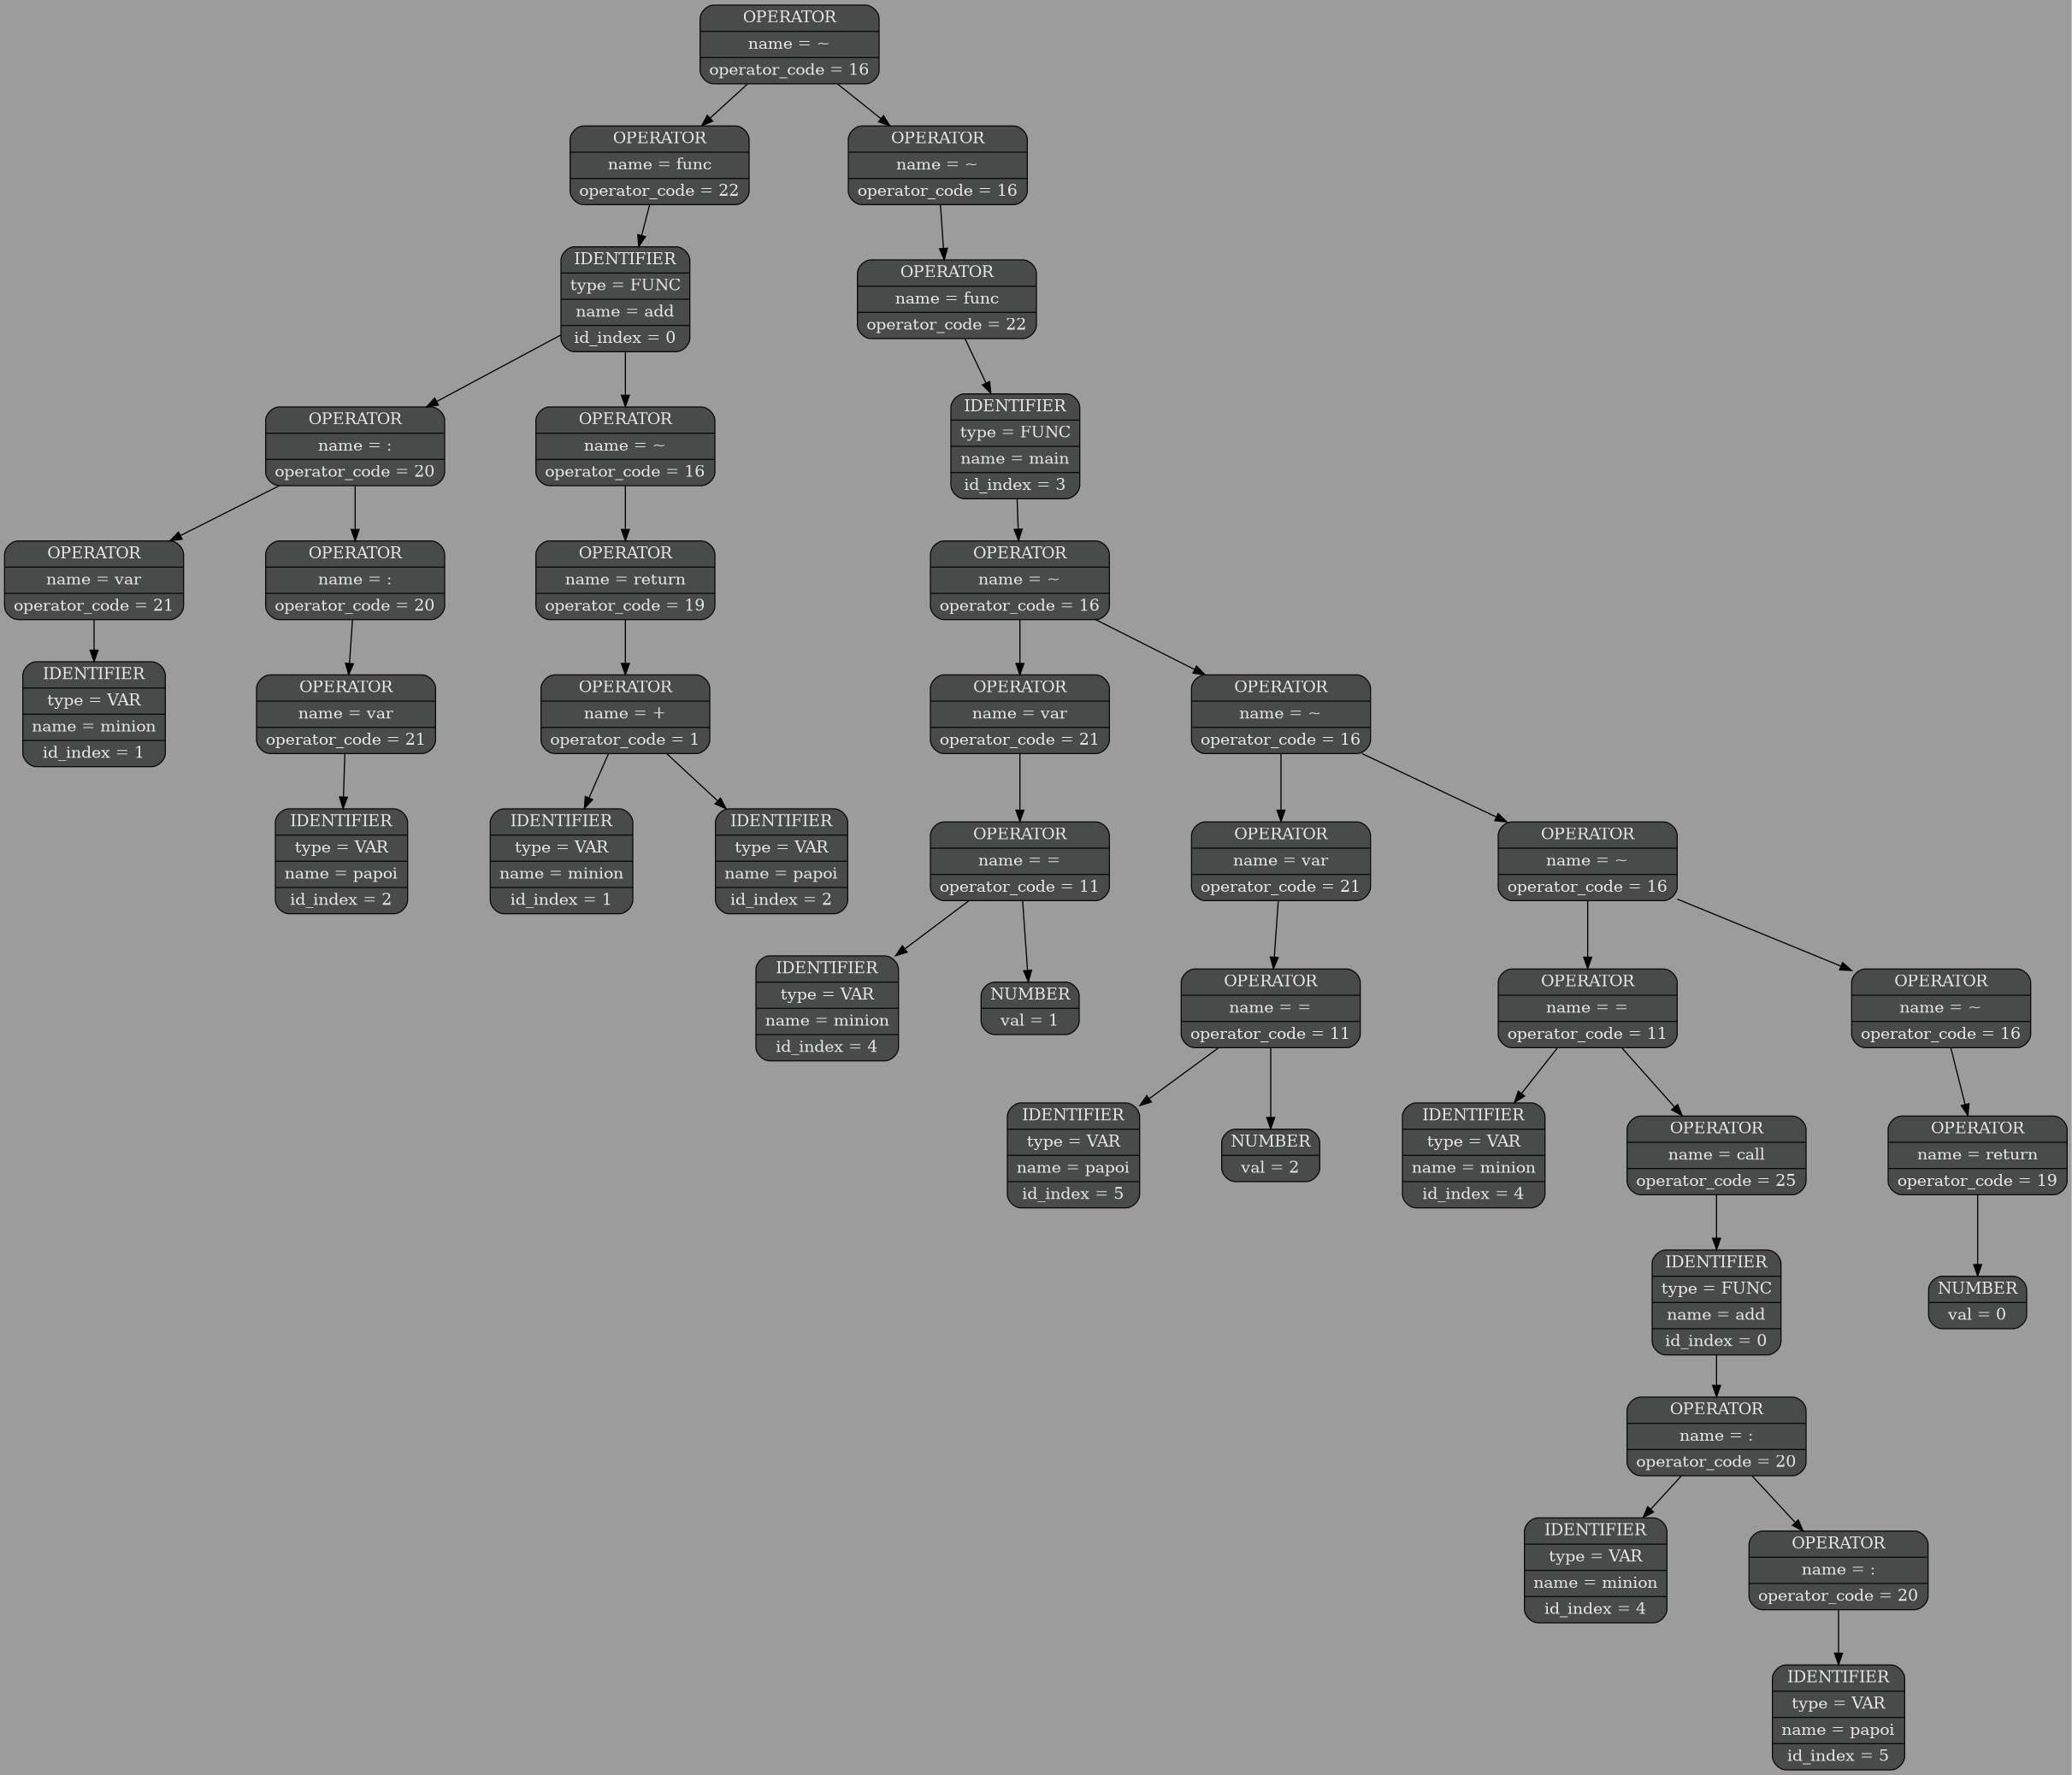 OPERATOR
name = ~
operator_code = 16
OPERATOR
name = func
operator_code = 22
OPERATOR
name = ~
operator_code = 16
IDENTIFIER
type = FUNC
name = add
id_index = 0
OPERATOR
name = func
operator_code = 22
OPERATOR
name = :
operator_code = 20
OPERATOR
name = ~
operator_code = 16
IDENTIFIER
type = FUNC
name = main
id_index = 3
OPERATOR
name = var
operator_code = 21
OPERATOR
name = :
operator_code = 20
OPERATOR
name = return
operator_code = 19
OPERATOR
name = ~
operator_code = 16
IDENTIFIER
type = VAR
name = minion
id_index = 1
OPERATOR
name = var
operator_code = 21
OPERATOR
name = +
operator_code = 1
OPERATOR
name = var
operator_code = 21
OPERATOR
name = ~
operator_code = 16
IDENTIFIER
type = VAR
name = papoi
id_index = 2
IDENTIFIER
type = VAR
name = minion
id_index = 1
IDENTIFIER
type = VAR
name = papoi
id_index = 2
OPERATOR
name = =
operator_code = 11
OPERATOR
name = var
operator_code = 21
OPERATOR
name = ~
operator_code = 16
IDENTIFIER
type = VAR
name = minion
id_index = 4
NUMBER
val = 1
OPERATOR
name = =
operator_code = 11
OPERATOR
name = =
operator_code = 11
OPERATOR
name = ~
operator_code = 16
IDENTIFIER
type = VAR
name = papoi
id_index = 5
NUMBER
val = 2
IDENTIFIER
type = VAR
name = minion
id_index = 4
OPERATOR
name = call
operator_code = 25
OPERATOR
name = return
operator_code = 19
IDENTIFIER
type = FUNC
name = add
id_index = 0
NUMBER
val = 0
OPERATOR
name = :
operator_code = 20
IDENTIFIER
type = VAR
name = minion
id_index = 4
OPERATOR
name = :
operator_code = 20
IDENTIFIER
type = VAR
name = papoi
id_index = 5